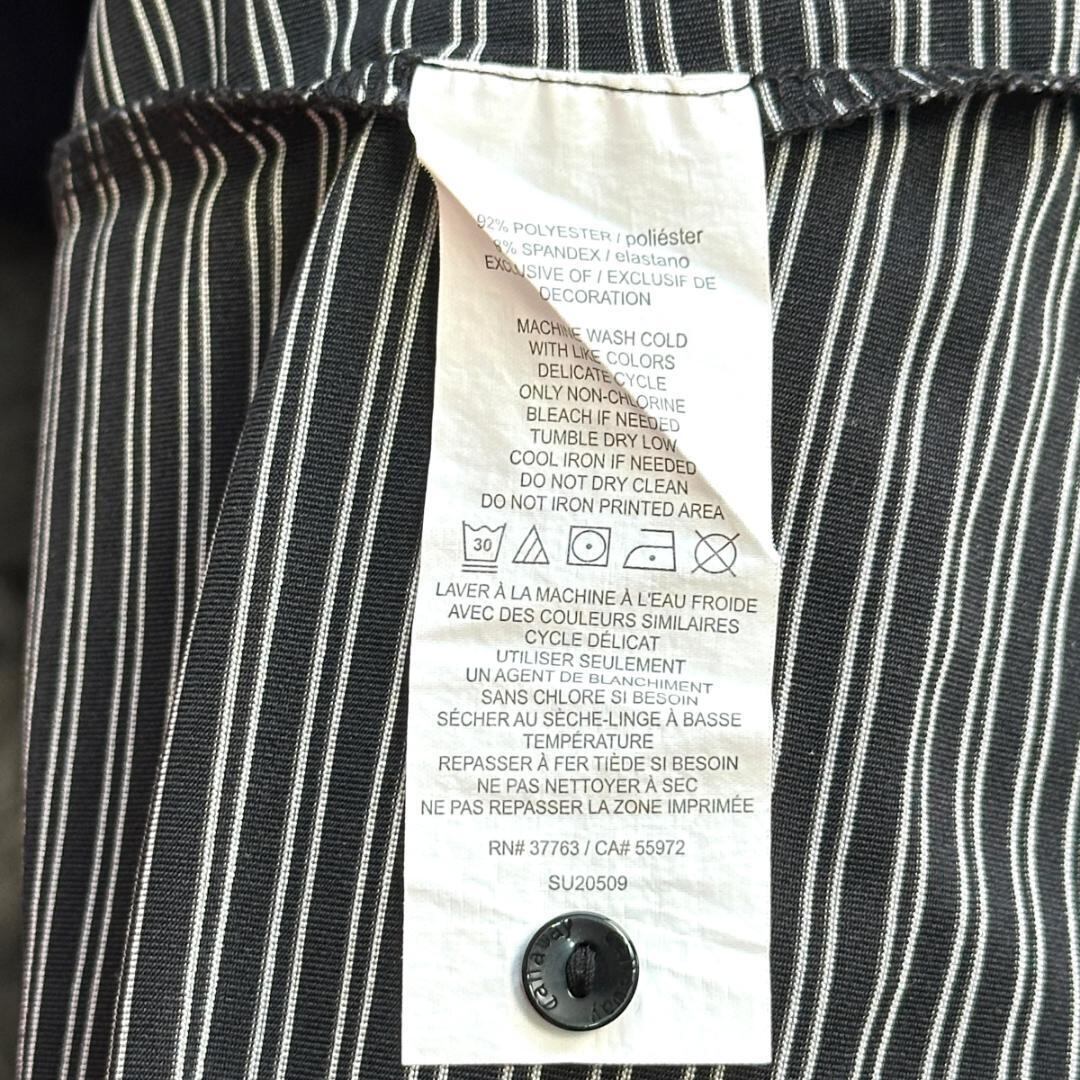 92% POLYESTER / poliéster
8% SPANDEX / elastano
EXCLUSIVE OF / EXCLUSIF DE
DECORATION
MACHINE WASH COLD
WITH LIKE COLORS
DELICATE CYCLE
ONLY NON-CHLORINE
BLEACH IF NEEDED
TUMBLE DRY LOW
COOL IRON IF NEEDED
DO NOT DRY CLEAN
DO NOT IRON PRINTED AREA
30
LAVER À LA MACHINE À L'EAU FROIDE
AVEC DES COULEURS SIMILAIRES
CYCLE DÉLICAT
UTILISER SEULEMENT
UN AGENT DE BLANCHIMENT
SANS CHLORE SI BESOIN
SÉCHER AU SÈCHE-LINGE À BASSE
TEMPÉRATURE
REPASSER À FER TIÈDE SI BESOIN
NE PAS NETTOYER À SEC
NE PAS REPASSER LA ZONE IMPRIMÉE
RN# 37763 / CA# 55972
SU20509
Callaway
Callaway